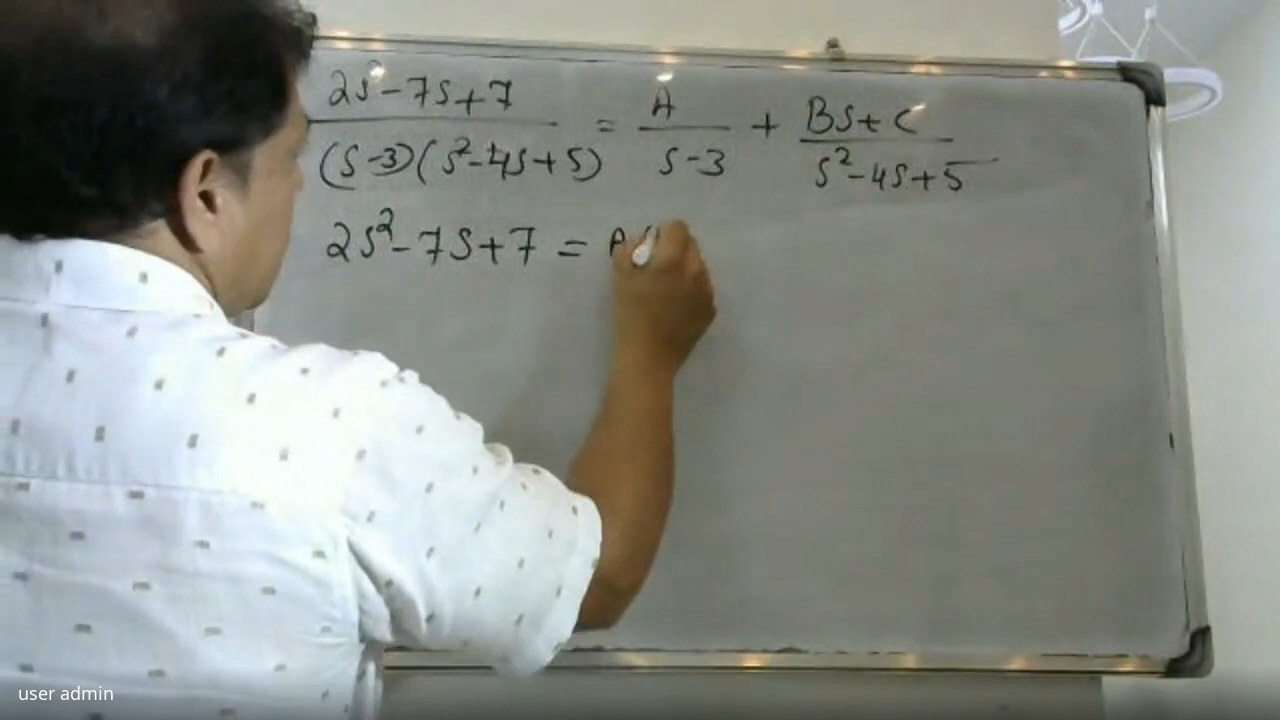 2s²-7s+7 / (s-3)(s²-4s+5) = A / s-3 + Bs+C / s²-4s+5
2s²-7s+7 = A(
user admin